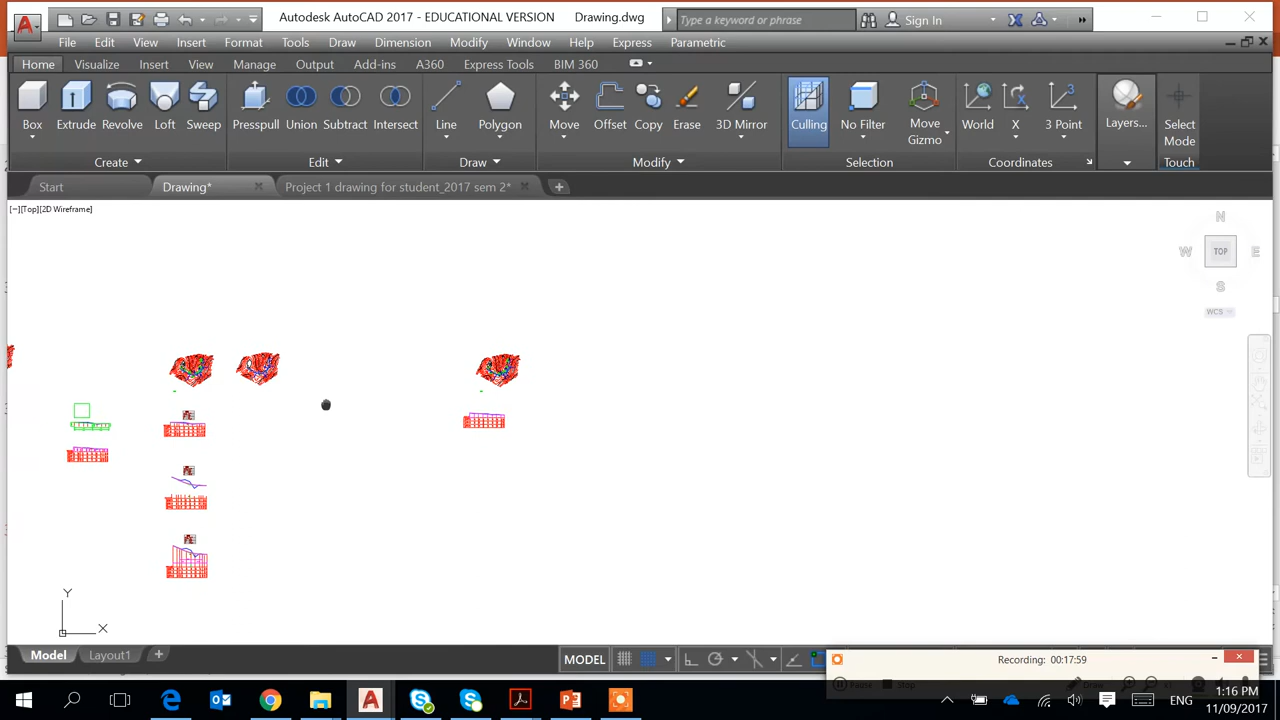 Autodesk AutoCAD 2017 - EDUCATIONAL VERSION Drawing.dwg
Type a keyword or phrase
Sign In
File Edit View Insert Format Tools Draw Dimension Modify Window Help Express Parametric
Home Visualize Insert View Manage Output Add-ins A360 Express Tools BIM 360
Box Extrude Revolve Loft Sweep Presspull Union Subtract Intersect Line Polygon Move Offset Copy Erase 3D Mirror Culling No Filter Move Gizmo World X 3 Point Layers... Select Mode
Create Edit Draw Modify Selection Coordinates Touch
Start Drawing* Project 1 drawing for student_2017 sem 2*
[−][Top][2D Wireframe]
N
W TOP E
S
WCS
Y
X
Model Layout1
MODEL
Recording: 00:17:59
Pause Stop Draw
ENG
1:16 PM
11/09/2017